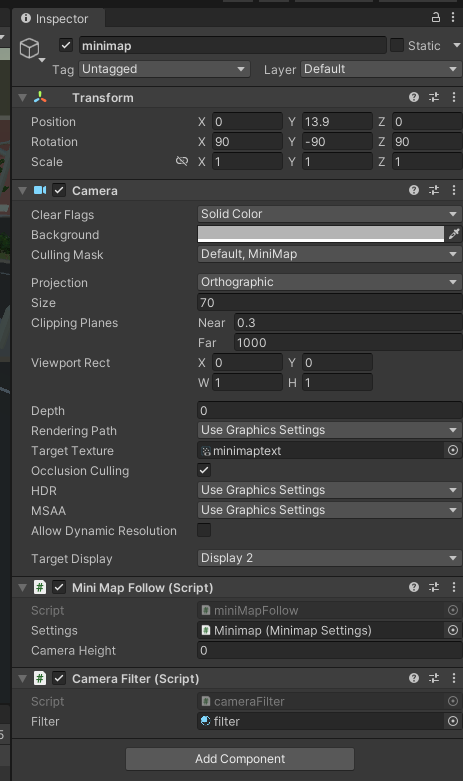 Inspector
minimap Static
Tag Untagged Layer Default
Transform
Position X 0 Y 13.9 Z 0
Rotation X 90 Y -90 Z 90
Scale X 1 Y 1 Z 1
Camera
Clear Flags Solid Color
Background
Culling Mask Default, MiniMap
Projection Orthographic
Size 70
Clipping Planes Near 0.3
Far 1000
Viewport Rect X 0 Y 0
W 1 H 1
Depth 0
Rendering Path Use Graphics Settings
Target Texture minimaptext
Occlusion Culling
HDR Use Graphics Settings
MSAA Use Graphics Settings
Allow Dynamic Resolution
Target Display Display 2
# Mini Map Follow (Script)
Script # miniMapFollow
Settings # Minimap (Minimap Settings)
Camera Height 0
# Camera Filter (Script)
Script # cameraFilter
Filter filter
5
Add Component